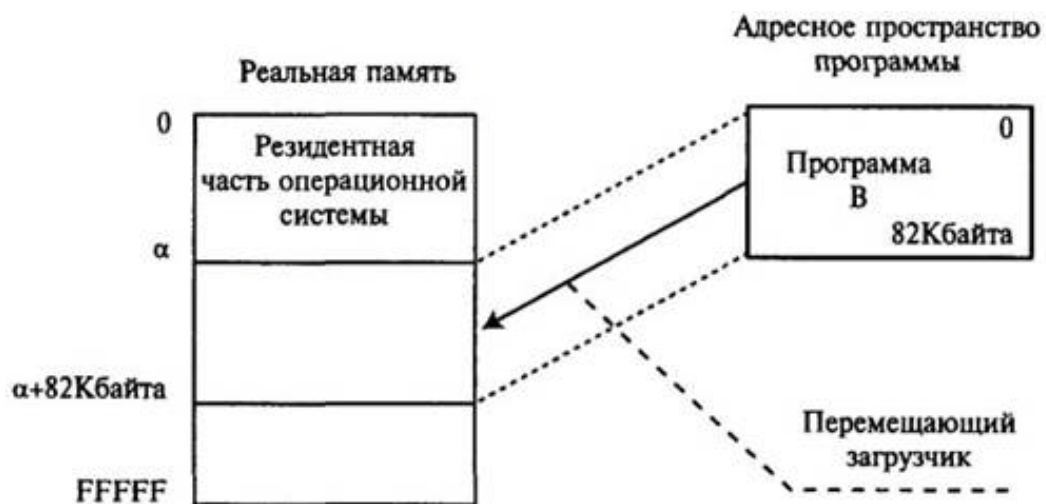 Адресное пространство
программы
Реальная память
0
Резидентная
часть операционной
системы
α
α+82Кбайта
FFFFF
0
Программа
В
82Кбайта
Перемещающий
загрузчик